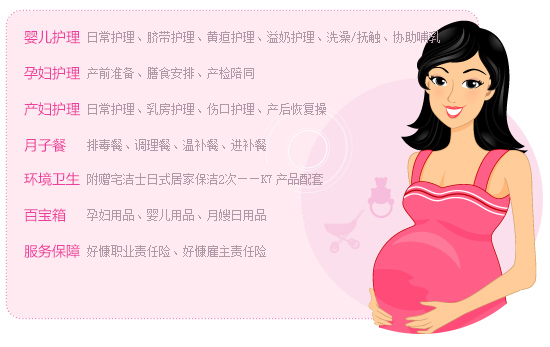 婴儿护理 日常护理、脐带护理、黄疸护理、溢奶护理、洗澡/抚触、协助哺乳
孕妇护理 产前准备、膳食安排、产检陪同
产妇护理 日常护理、乳房护理、伤口护理、产后恢复操
月子餐 排毒餐、调理餐、温补餐、进补餐
环境卫生 附赠宅洁士日式居家保洁2次——K7 产品配套
百宝箱 孕妇用品、婴儿用品、月嫂日用品
服务保障 好慷职业责任险、好慷雇主责任险